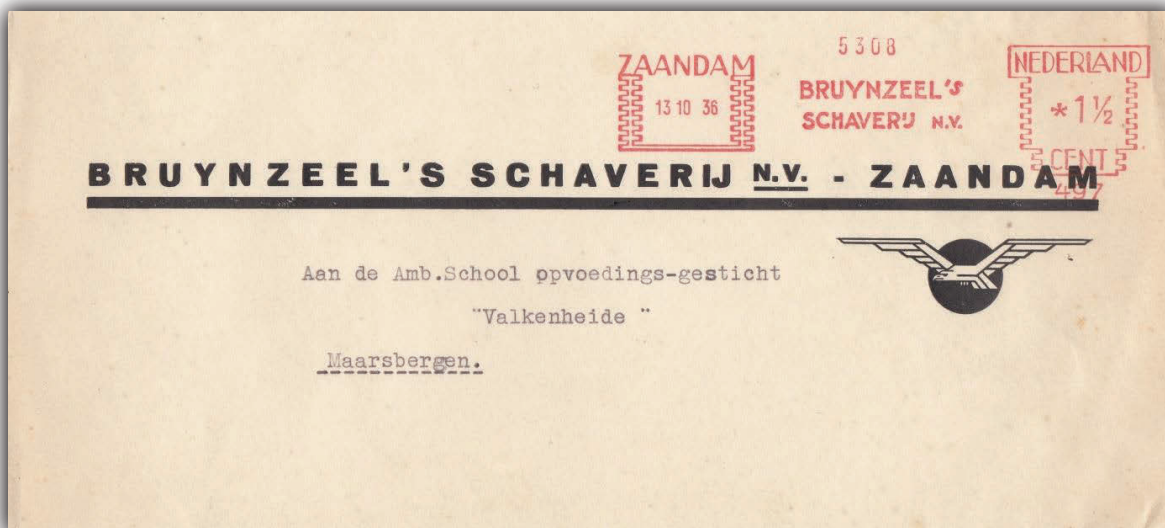 5308
ZAANDAM
13 10 36
BRUYNZEEL'S
SCHAVERIJ N.V.
NEDERLAND
*1½
CENT
497
BRUYNZEEL'S SCHAVERIJ N.V. - ZAANDAM
Aan de Amb.School opvoedings-gesticht
"Valkenheide "
Maarsbergen.